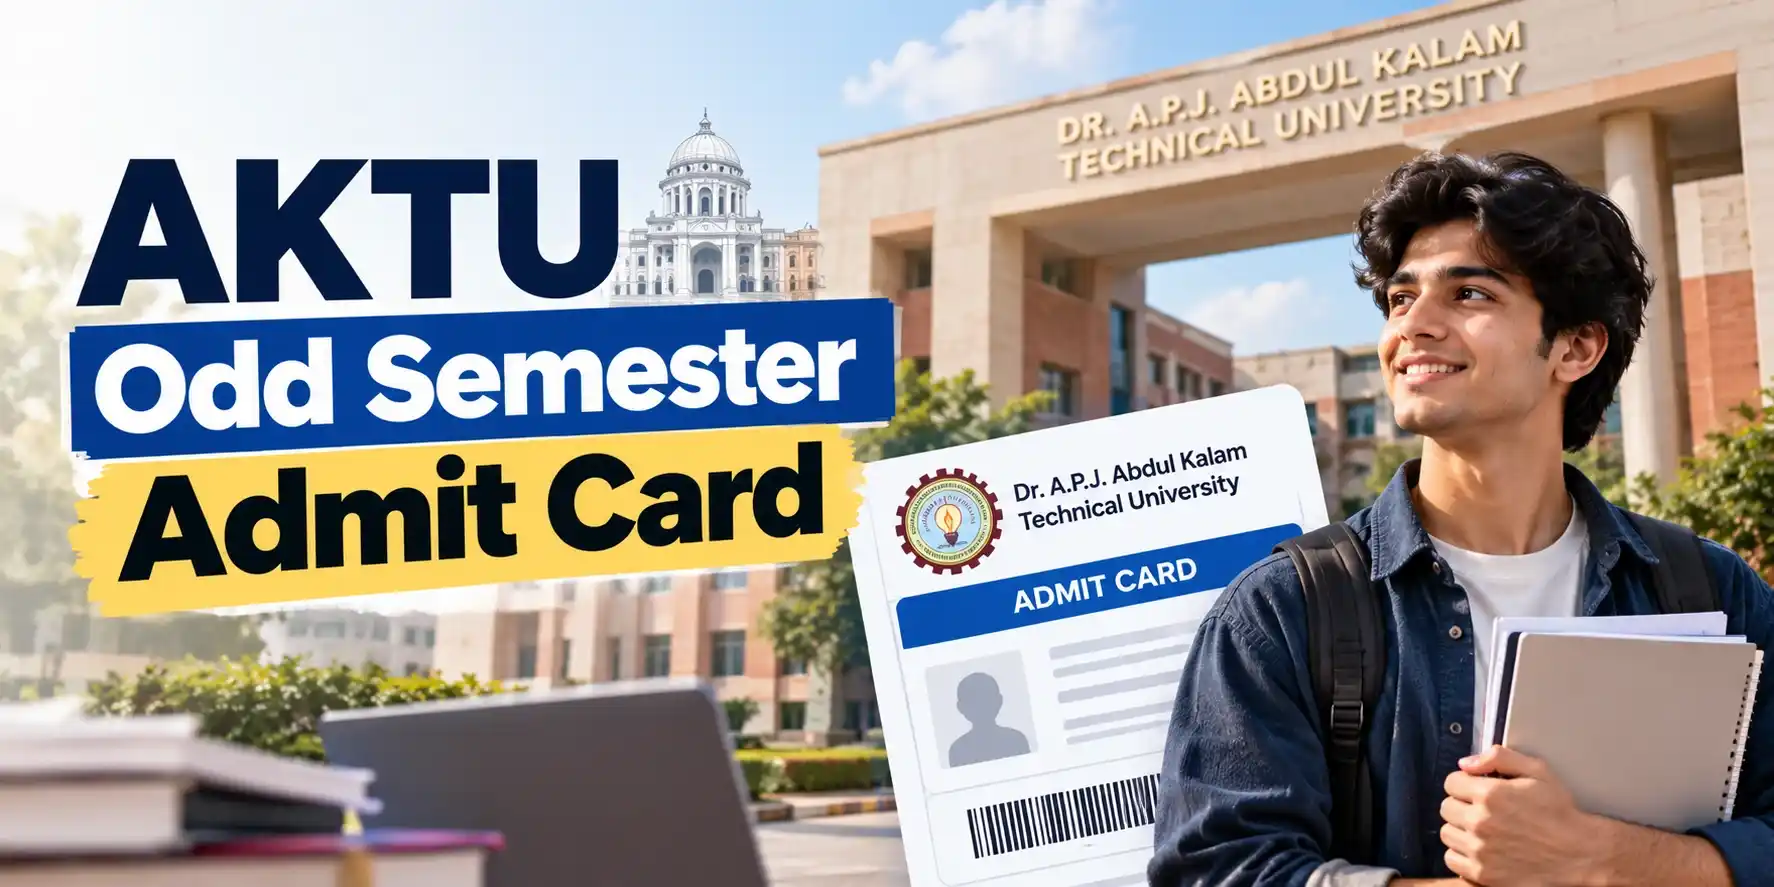 AKTU
Odd Semester
Admit Card
DR. A.P.J. ABDUL KALAM
TECHNICAL UNIVERSITY
Dr. A.P.J. Abdul Kalam
Technical University
ADMIT CARD